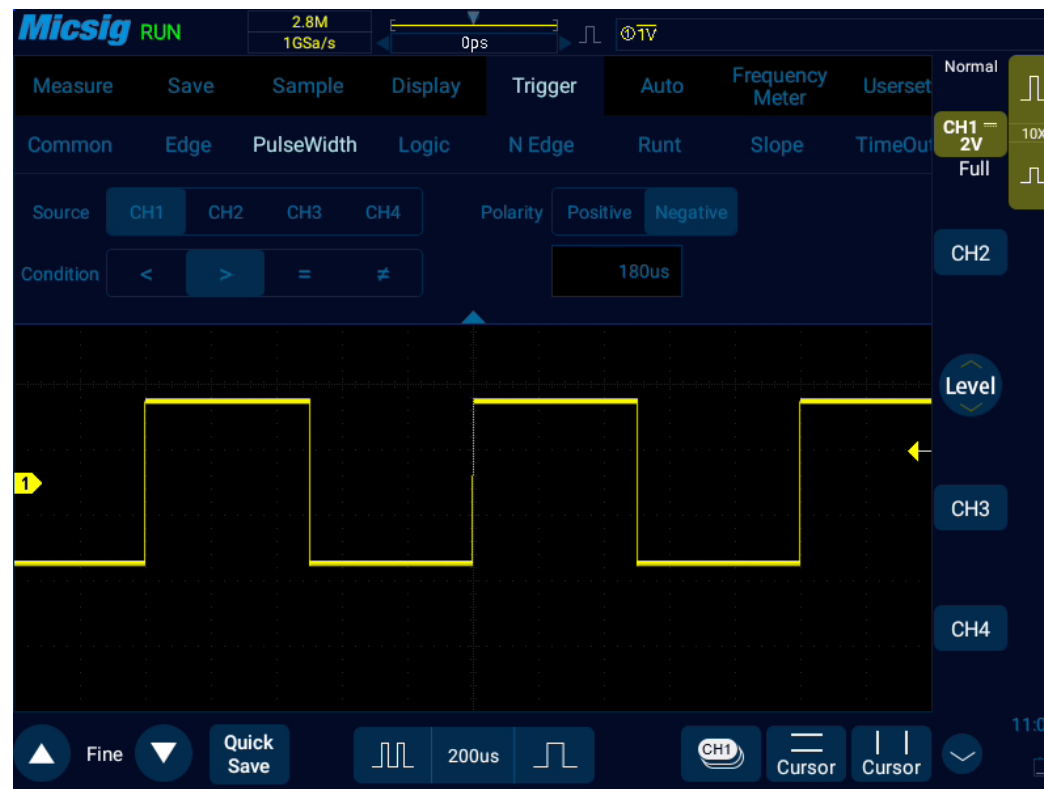 Micsig RUN 2.8M 1GSa/s 0ps ①1V
Measure Save Sample Display Trigger Auto Frequency Meter Userset
Normal
Common Edge PulseWidth Logic N Edge Runt Slope TimeOut
CH1 2V 10X
Full
Source CH1 CH2 CH3 CH4 Polarity Positive Negative
CH2
Condition < > = ≠ 180us
Level
1
CH3
CH4
Fine Quick Save 200us CH1 Cursor Cursor